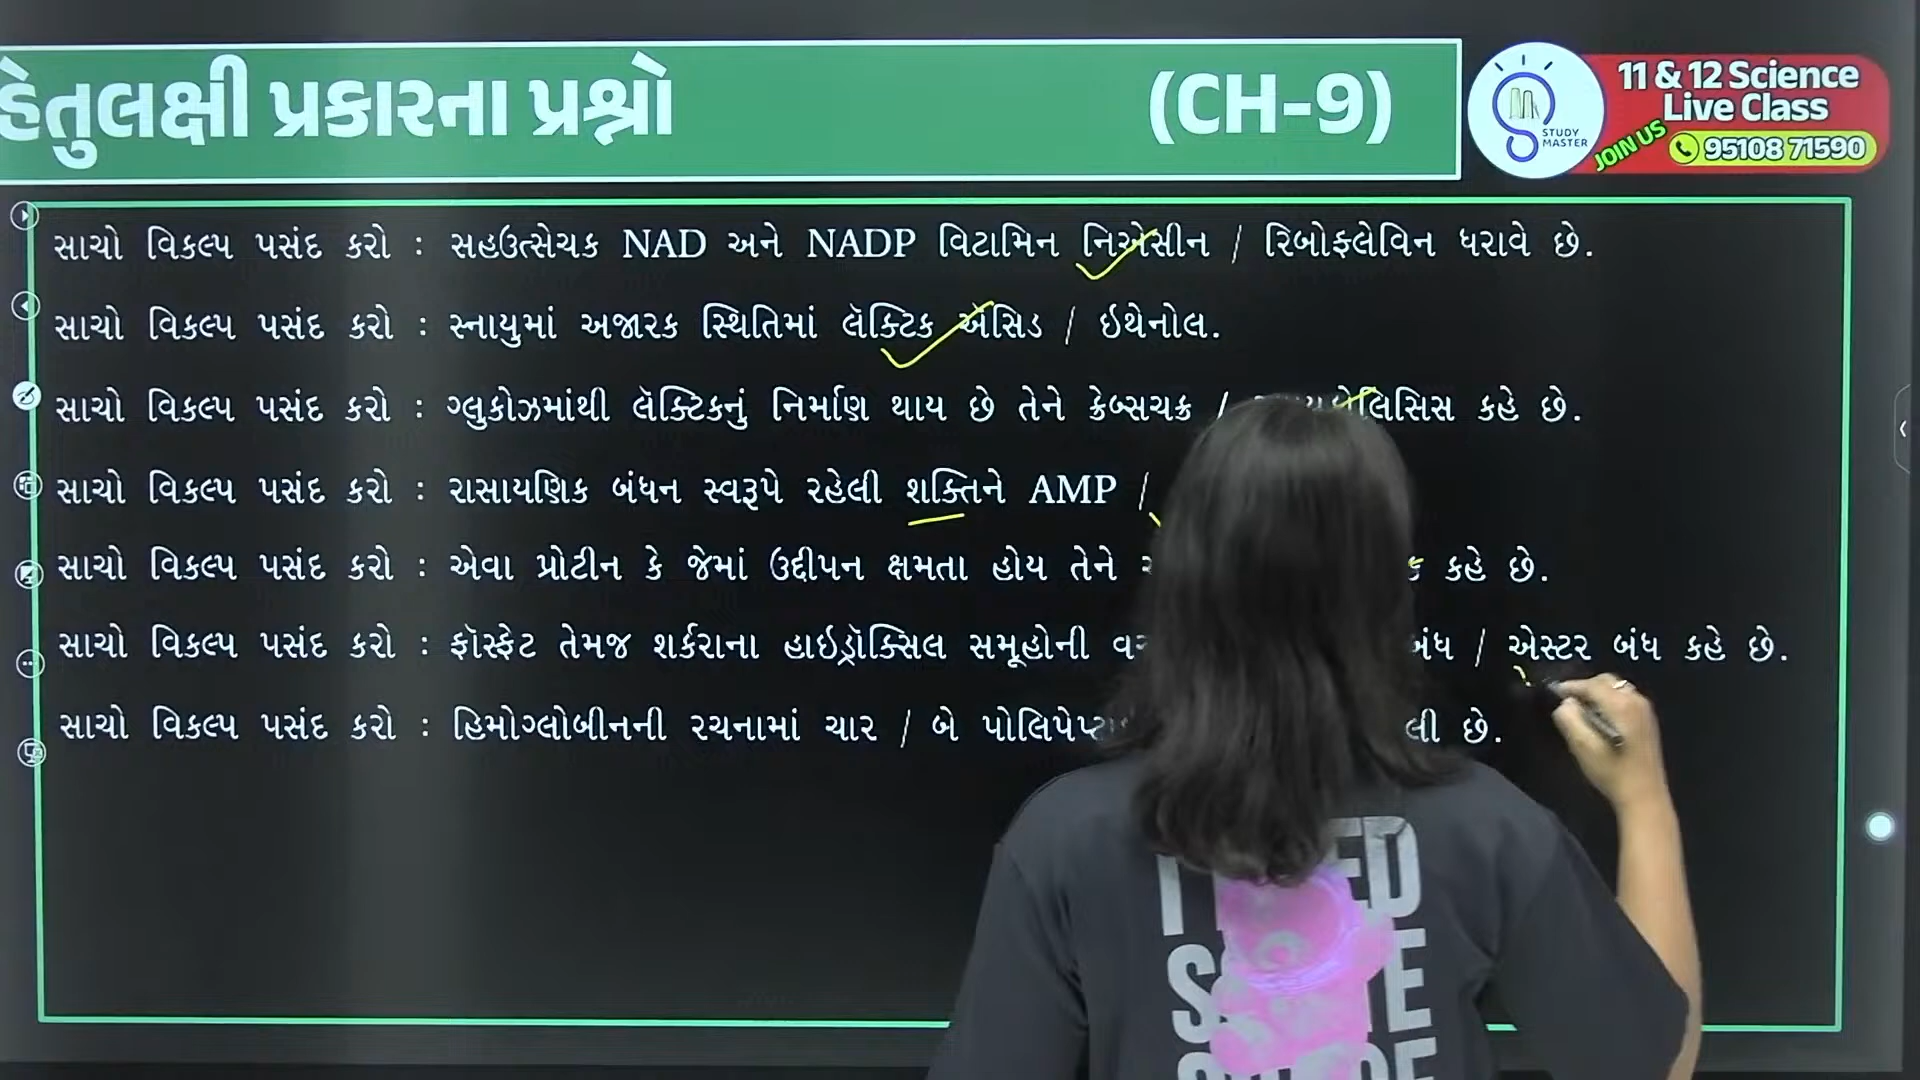 હેતુલક્ષી પ્રકારના પ્રશ્નો (CH-9)
11 & 12 Science
Live Class
JOIN US 95108 71590
STUDY
MASTER
સાચો વિકલ્પ પસંદ કરો : સહઉત્સેચક NAD અને NADP વિટામિન નિએસીન / રિબોફ્લેવિન ધરાવે છે.
સાચો વિકલ્પ પસંદ કરો : સ્નાયુમાં અજારક સ્થિતિમાં લૅક્ટિક ઍસિડ / ઇથેનોલ.
સાચો વિકલ્પ પસંદ કરો : ગ્લુકોઝમાંથી લૅક્ટિકનું નિર્માણ થાય છે તેને ક્રેબ્સચક્ર / કહે છે.
સાચો વિકલ્પ પસંદ કરો : રાસાયણિક બંધન સ્વરૂપે રહેલી શક્તિને AMP /
સાચો વિકલ્પ પસંદ કરો : એવા પ્રોટીન કે જેમાં ઉદ્દીપન ક્ષમતા હોય તેને કહે છે.
સાચો વિકલ્પ પસંદ કરો : ફૉસ્ફેટ તેમજ શર્કરાના હાઇડ્રૉક્સિલ સમૂહોની બંધ / એસ્ટર બંધ કહે છે.
સાચો વિકલ્પ પસંદ કરો : હિમોગ્લોબીનની રચનામાં ચાર / બે છે.